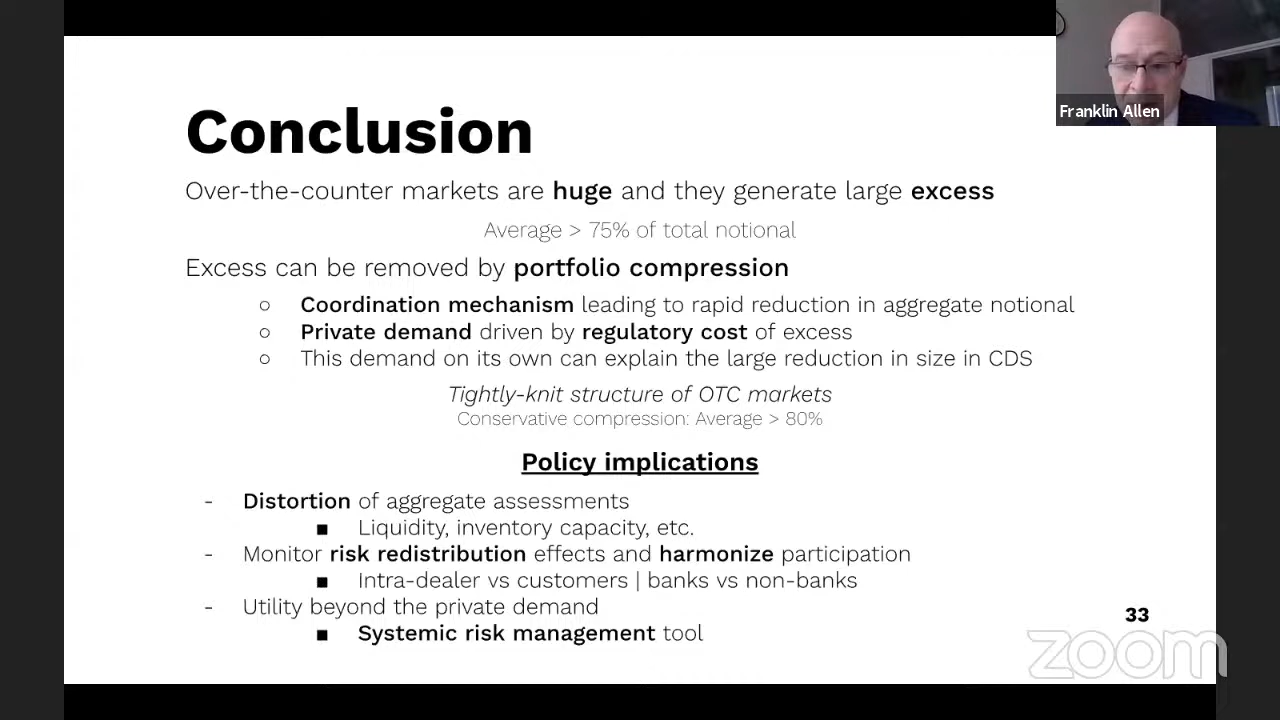 Franklin Allen
Conclusion
Over-the-counter markets are huge and they generate large excess
Average > 75% of total notional
Excess can be removed by portfolio compression
○ Coordination mechanism leading to rapid reduction in aggregate notional
○ Private demand driven by regulatory cost of excess
○ This demand on its own can explain the large reduction in size in CDS
Tightly-knit structure of OTC markets
Conservative compression: Average > 80%
Policy implications
- Distortion of aggregate assessments
■ Liquidity, inventory capacity, etc.
- Monitor risk redistribution effects and harmonize participation
■ Intra-dealer vs customers | banks vs non-banks
- Utility beyond the private demand
■ Systemic risk management tool
33
zoom